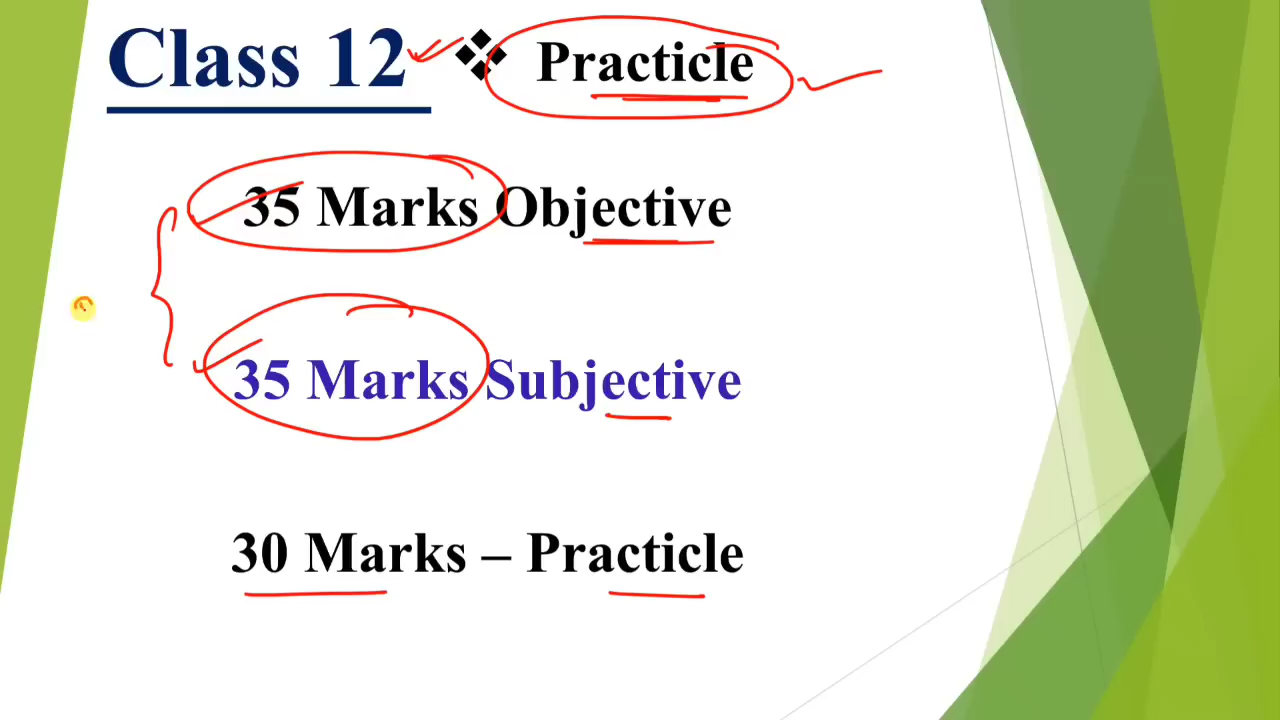 Class 12 ❖ Practicle
35 Marks Objective
35 Marks Subjective
30 Marks – Practicle